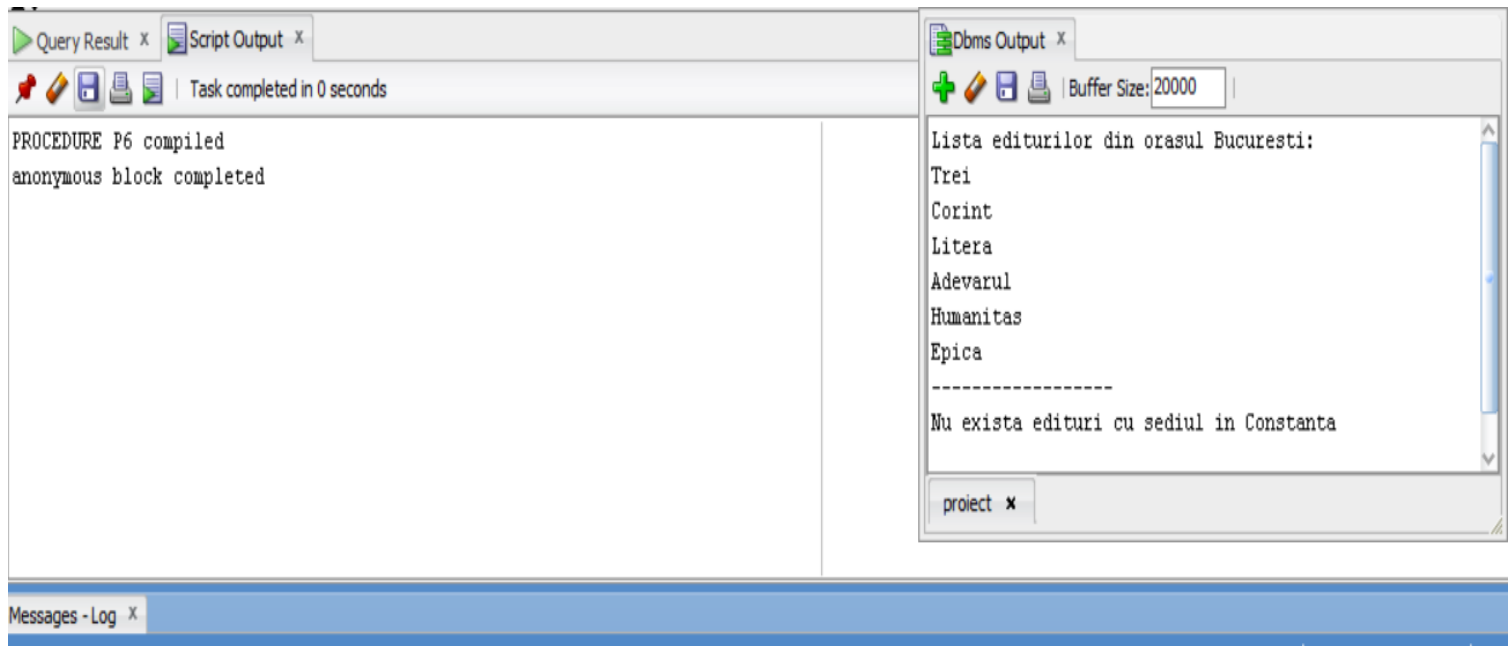 Query Result x Script Output x
Task completed in 0 seconds
PROCEDURE P6 compiled
anonymous block completed
Dbms Output x
Buffer Size: 20000
Lista editurilor din orasul Bucuresti:
Trei
Corint
Litera
Adevarul
Humanitas
Epica
------------------
Nu exista edituri cu sediul in Constanta
proiect x
Messages - Log x